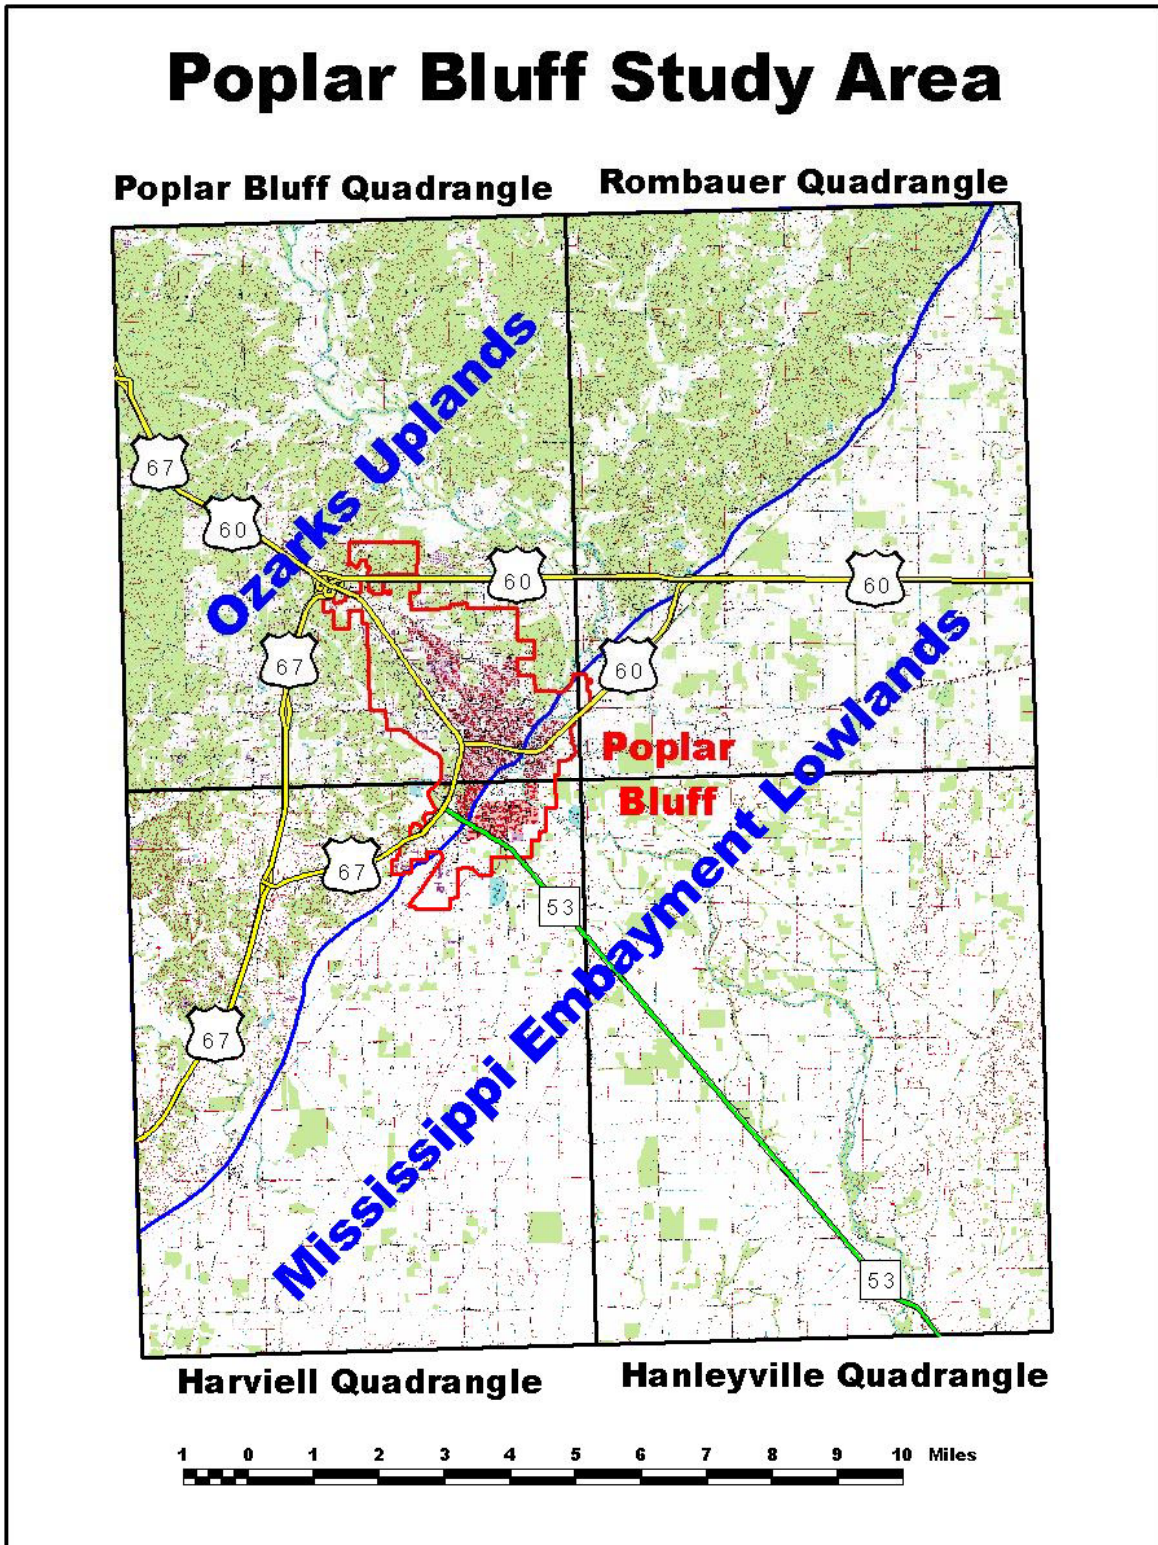 Poplar Bluff Study Area
Poplar Bluff Quadrangle
Rombauer Quadrangle
Ozarks Uplands
67
60
60
60
67
60
Poplar
Bluff
Mississippi Embayment Lowlands
67
53
67
53
Harviell Quadrangle
Hanleyville Quadrangle
1 0 1 2 3 4 5 6 7 8 9 10 Miles